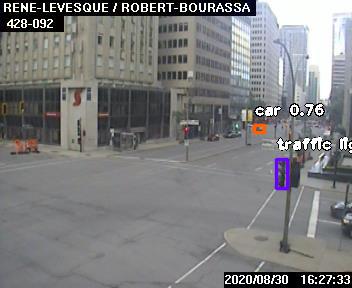 RENE-LEVESQUE / ROBERT-BOURASSA
428-092
car 0.76
traffic lig
2020/08/30 16:27:33